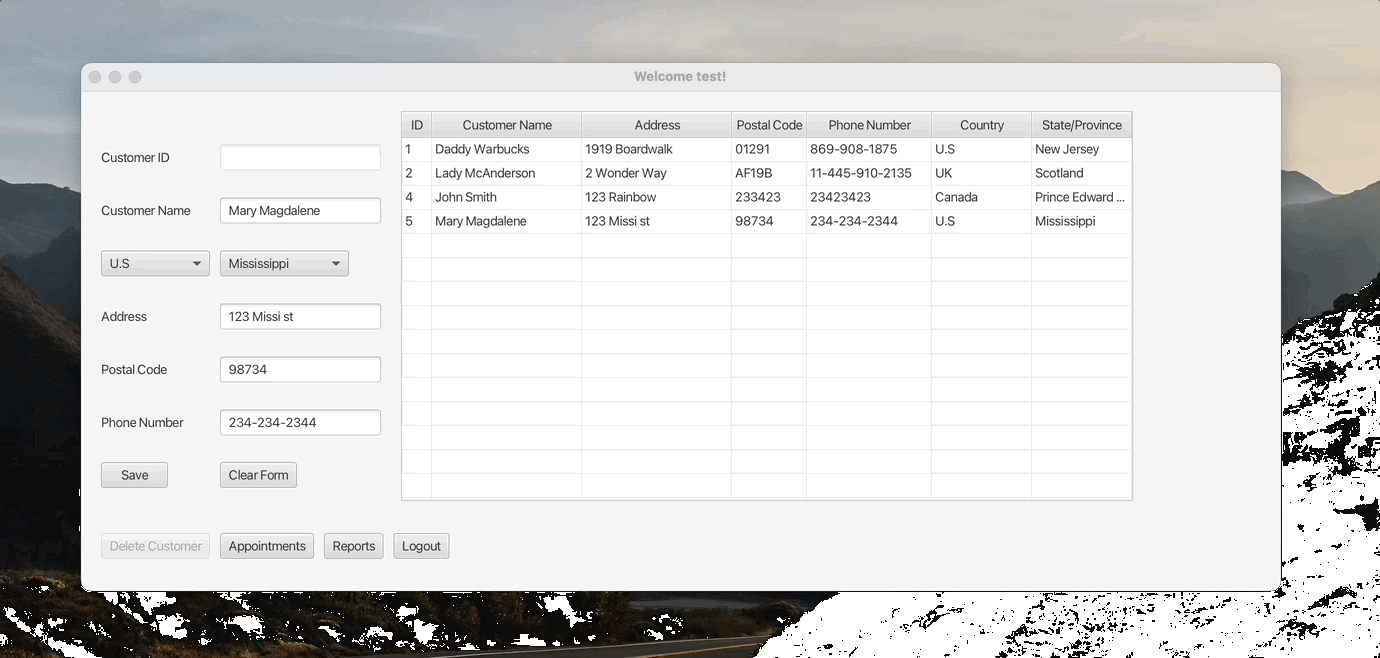 Welcome test!
Customer ID
Customer Name Mary Magdalene
U.S Mississippi
Address 123 Missi st
Postal Code 98734
Phone Number 234-234-2344
Save Clear Form
Delete Customer Appointments Reports Logout
ID Customer Name Address Postal Code Phone Number Country State/Province
1 Daddy Warbucks 1919 Boardwalk 01291 869-908-1875 U.S New Jersey
2 Lady McAnderson 2 Wonder Way AF19B 11-445-910-2135 UK Scotland
4 John Smith 123 Rainbow 233423 23423423 Canada Prince Edward ...
5 Mary Magdalene 123 Missi st 98734 234-234-2344 U.S Mississippi